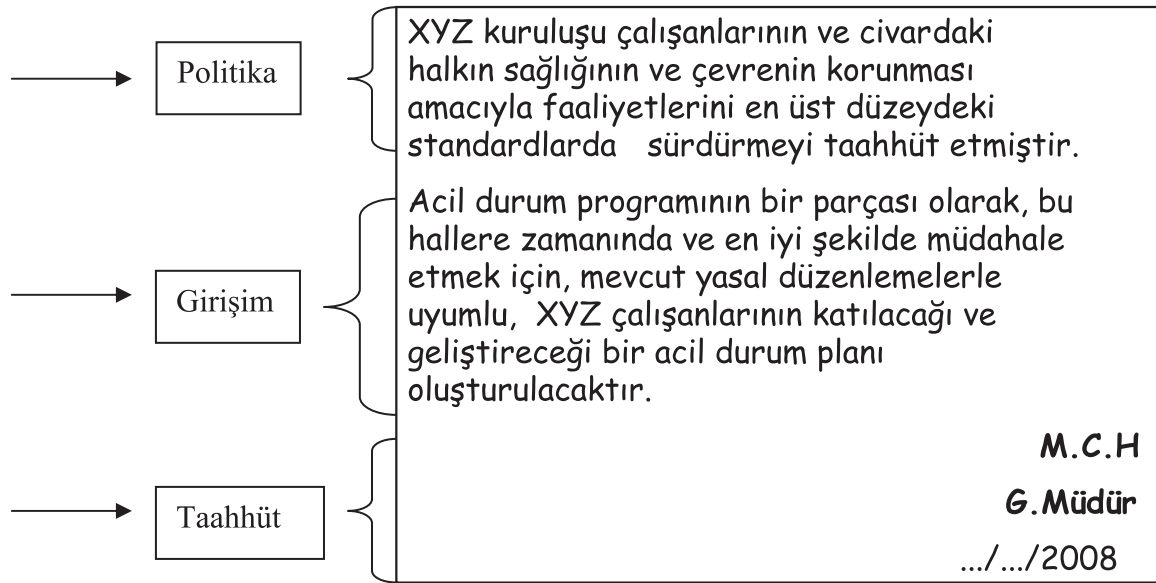 Politika
XYZ kuruluşu çalışanlarının ve civardaki
halkın sağlığının ve çevrenin korunması
amacıyla faaliyetlerini en üst düzeydeki
standardlarda sürdürmeyi taahhüt etmiştir.
Girişim
Acil durum programının bir parçası olarak, bu
hallere zamanında ve en iyi şekilde müdahale
etmek için, mevcut yasal düzenlemelerle
uyumlu, XYZ çalışanlarının katılacağı ve
geliştireceği bir acil durum planı
oluşturulacaktır.
Taahhüt
M.C.H
G.Müdür
.../.../2008